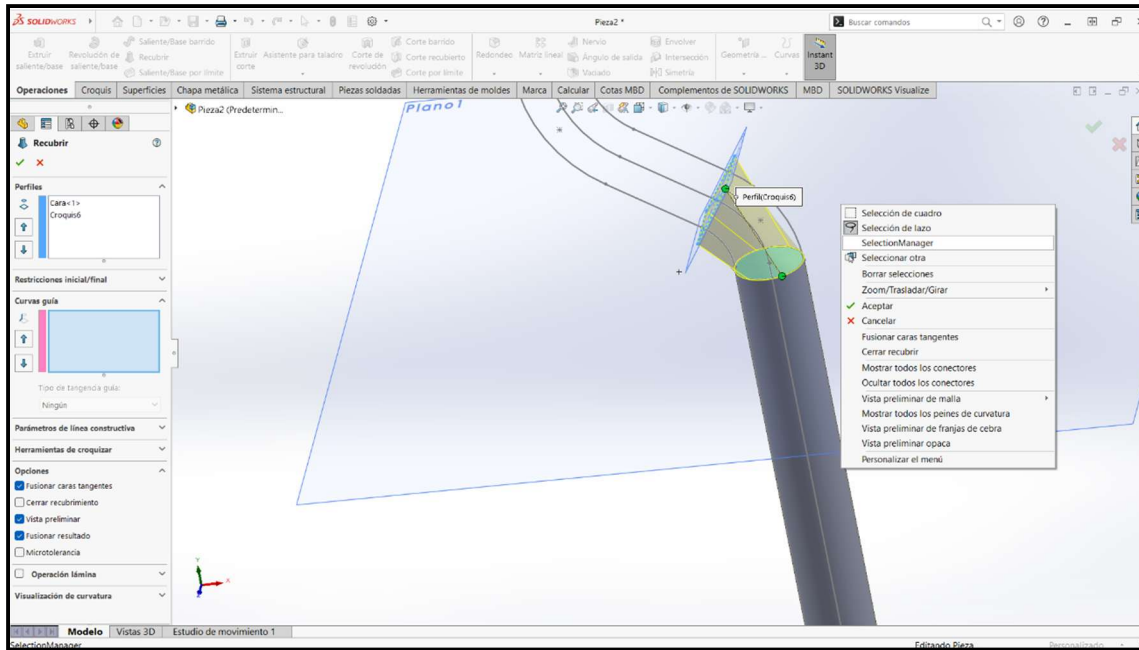 SOLIDWORKS
Pieza2 *
Buscar comandos
Estruir saliente/base
Revolución de saliente/base
Saliente/Base barrido
Recubrir
Saliente/Base por límite
Estruir corte
Asistente para taladro
Corte de revolución
Corte barrido
Corte recubierto
Corte por límite
Redondeo
Matriz lineal
Nervio
Ángulo de salida
Vaciado
Envolver
Intersección
Simetría
Geometría ...
Curvas
Instant 3D
Operaciones
Croquis
Superficies
Chapa metálica
Sistema estructural
Piezas soldadas
Herramientas de moldes
Marca
Calcular
Cotas MBD
Complementos de SOLIDWORKS
MBD
SOLIDWORKS Visualize
Pieza2 (Predetermin...
Plano1
Recubrir
Perfiles
Cara<1>
Croquis6
Restricciones inicial/final
Curvas guía
Tipo de tangencia guía:
Ningún
Parámetros de línea constructiva
Herramientas de croquizar
Opciones
Fusionar caras tangentes
Cerrar recubrimiento
Vista preliminar
Fusionar resultado
Microtolerancia
Operación lámina
Visualización de curvatura
Perfil(Croquis6)
Selección de cuadro
Selección de lazo
SelectionManager
Seleccionar otra
Borrar selecciones
Zoom/Trasladar/Girar
Aceptar
Cancelar
Fusionar caras tangentes
Cerrar recubrir
Mostrar todos los conectores
Ocultar todos los conectores
Vista preliminar de malla
Mostrar todos los peines de curvatura
Vista preliminar de franjas de cebra
Vista preliminar opaca
Personalizar el menú
Y
X
Z
Modelo
Vistas 3D
Estudio de movimiento 1
SelectionManager
Editando Pieza
Personalizado